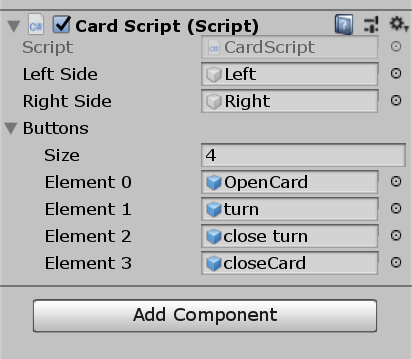 Card Script (Script)
Script CardScript
Left Side Left
Right Side Right
Buttons
Size 4
Element 0 OpenCard
Element 1 turn
Element 2 close turn
Element 3 closeCard
Add Component